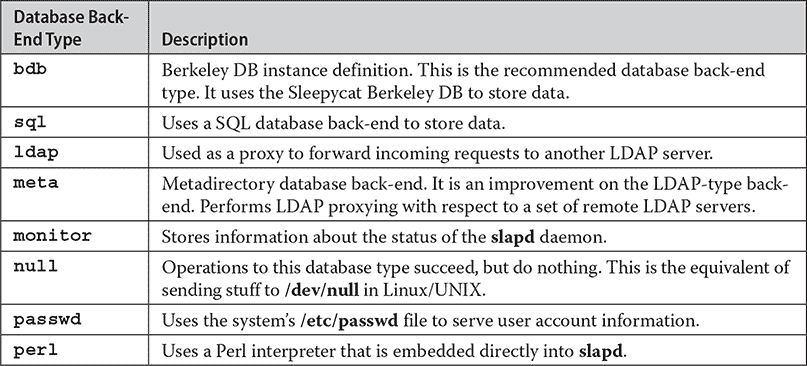 Database Back-
End Type
Description
bdb
Berkeley DB instance definition. This is the recommended database back-end
type. It uses the Sleepycat Berkeley DB to store data.
sql
Uses a SQL database back-end to store data.
ldap
Used as a proxy to forward incoming requests to another LDAP server.
meta
Metadirectory database back-end. It is an improvement on the LDAP-type back-
end. Performs LDAP proxying with respect to a set of remote LDAP servers.
monitor
Stores information about the status of the slapd daemon.
null
Operations to this database type succeed, but do nothing. This is the equivalent of
sending stuff to /dev/null in Linux/UNIX.
passwd
Uses the system's /etc/passwd file to serve user account information.
perl
Uses a Perl interpreter that is embedded directly into slapd.